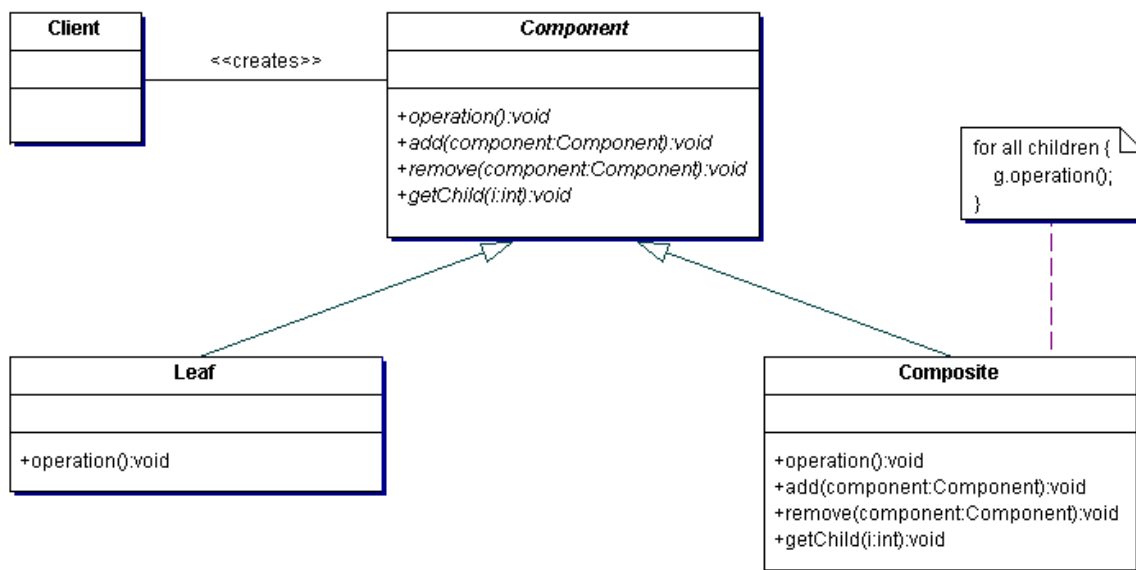 Client
<<creates>>
Component
+operation():void
+add(component:Component):void
+remove(component:Component):void
+getChild(i:int):void
for all children {
g.operation();
}
Leaf
+operation():void
Composite
+operation():void
+add(component:Component):void
+remove(component:Component):void
+getChild(i:int):void